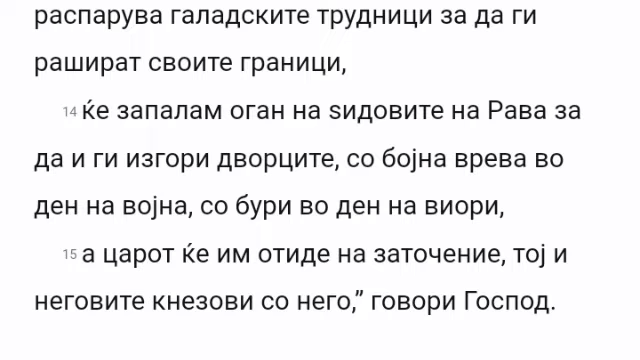 распарува галадските трудници за да ги
рашират своите граници,
14 ќе запалам оган на ѕидовите на Рава за
да и ги изгори дворците, со бојна врева во
ден на војна, со бури во ден на виори,
15 а царот ќе им отиде на заточение, тој и
неговите кнезови со него,” говори Господ.